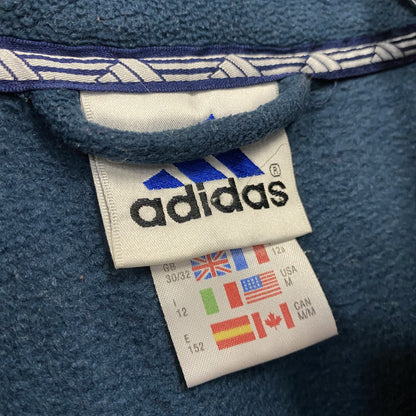 adidas ®
GB
30/32
12a
I
12
USA
M
E
152
CAN
M/M